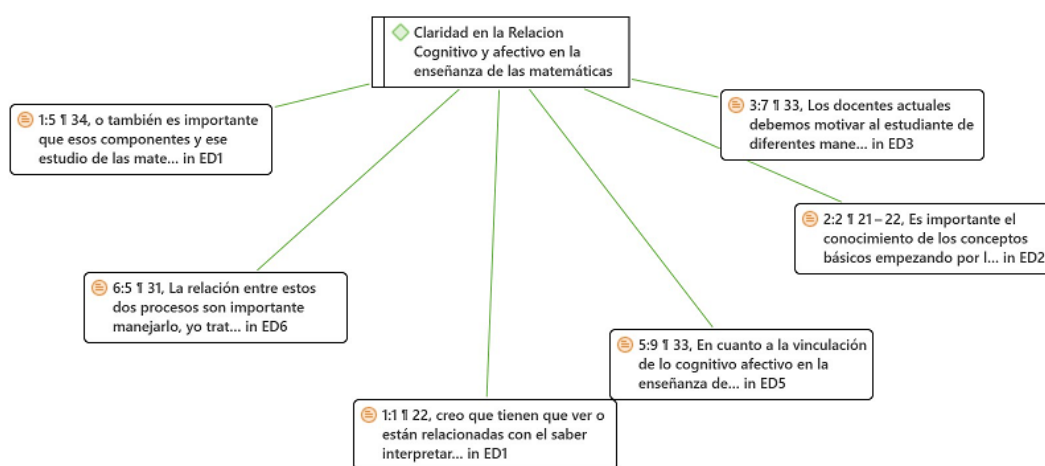 Claridad en la Relacion
Cognitivo y afectivo en la
enseñanza de las matemáticas
1:5 ¶ 34, o también es importante
que esos componentes y ese
estudio de las mate... in ED1
3:7 ¶ 33, Los docentes actuales
debemos motivar al estudiante de
diferentes mane... in ED3
2:2 ¶ 21 – 22, Es importante el
conocimiento de los conceptos
básicos empezando por l... in ED2
6:5 ¶ 31, La relación entre estos
dos procesos son importante
manejarlo, yo trat... in ED6
5:9 ¶ 33, En cuanto a la vinculación
de lo cognitivo afectivo en la
enseñanza de... in ED5
1:1 ¶ 22, creo que tienen que ver o
están relacionadas con el saber
interpretar... in ED1